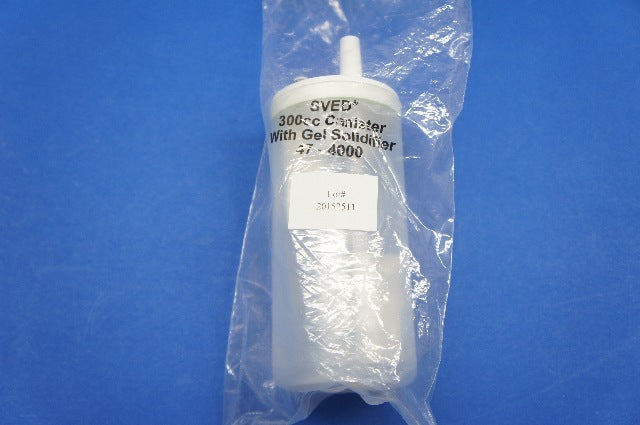 SVED®
300cc Canister
With Gel Solidifier
47 - 4000
Lot#
20152511